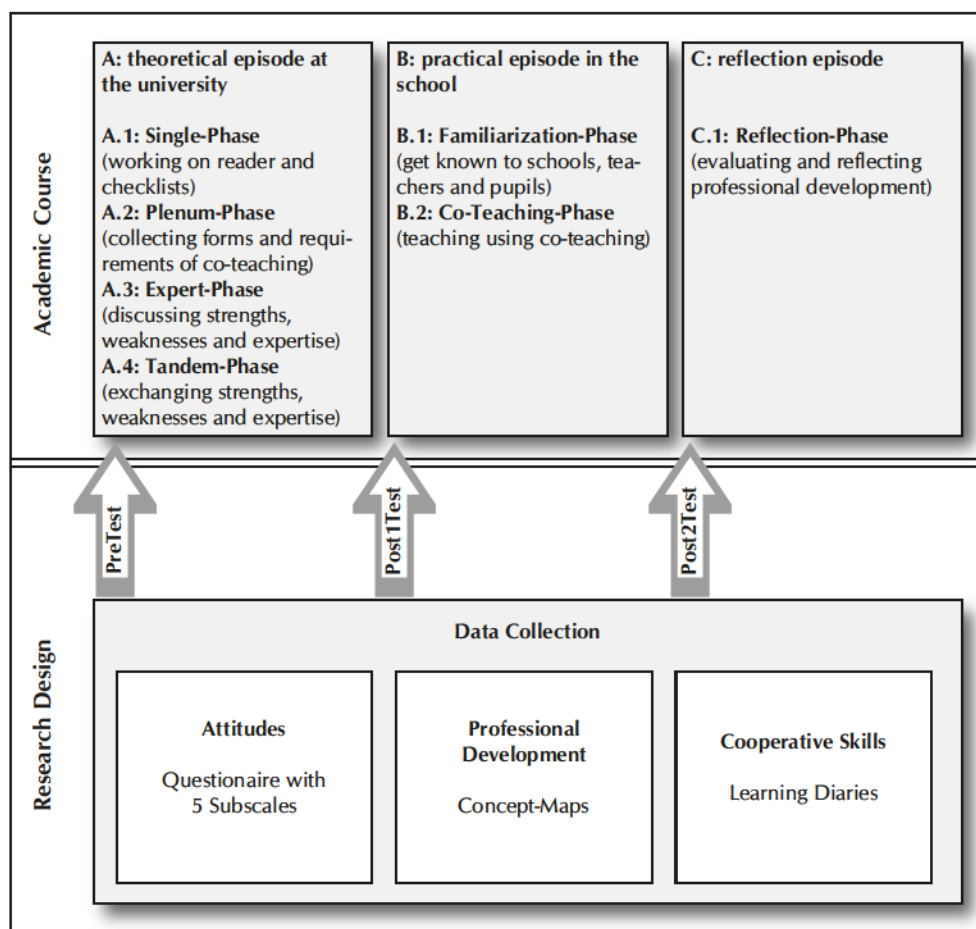 Academic Course
A: theoretical episode at
the university
A.1: Single-Phase
(working on reader and
checklists)
A.2: Plenum-Phase
(collecting forms and requi-
rements of co-teaching)
A.3: Expert-Phase
(discussing strengths,
weaknesses and expertise)
A.4: Tandem-Phase
(exchanging strengths,
weaknesses and expertise)
B: practical episode in the
school
B.1: Familiarization-Phase
(get known to schools, tea-
chers and pupils)
B.2: Co-Teaching-Phase
(teaching using co-teaching)
C: reflection episode
C.1: Reflection-Phase
(evaluating and reflecting
professional development)
PreTest
Post1Test
Post2Test
Research Design
Data Collection
Attitudes
Questionaire with
5 Subscales
Professional
Development
Concept-Maps
Cooperative Skills
Learning Diaries